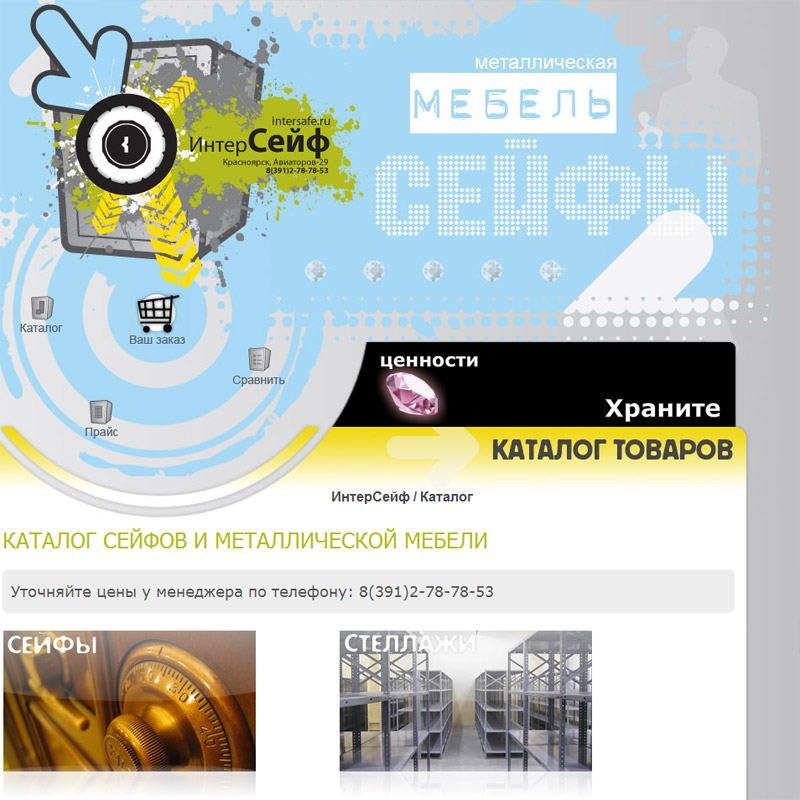 металлическая
МЕБЕЛЬ
СЕЙФЫ
intersafe.ru
ИнтерСейф
Красноярск, Авиаторов-29
8(391)2-78-78-53
Каталог
Ваш заказ
Сравнить
Прайс
ценности
Храните
КАТАЛОГ ТОВАРОВ
ИнтерСейф / Каталог
КАТАЛОГ СЕЙФОВ И МЕТАЛЛИЧЕСКОЙ МЕБЕЛИ
Уточняйте цены у менеджера по телефону: 8(391)2-78-78-53
СЕЙФЫ
СТЕЛЛАЖИ